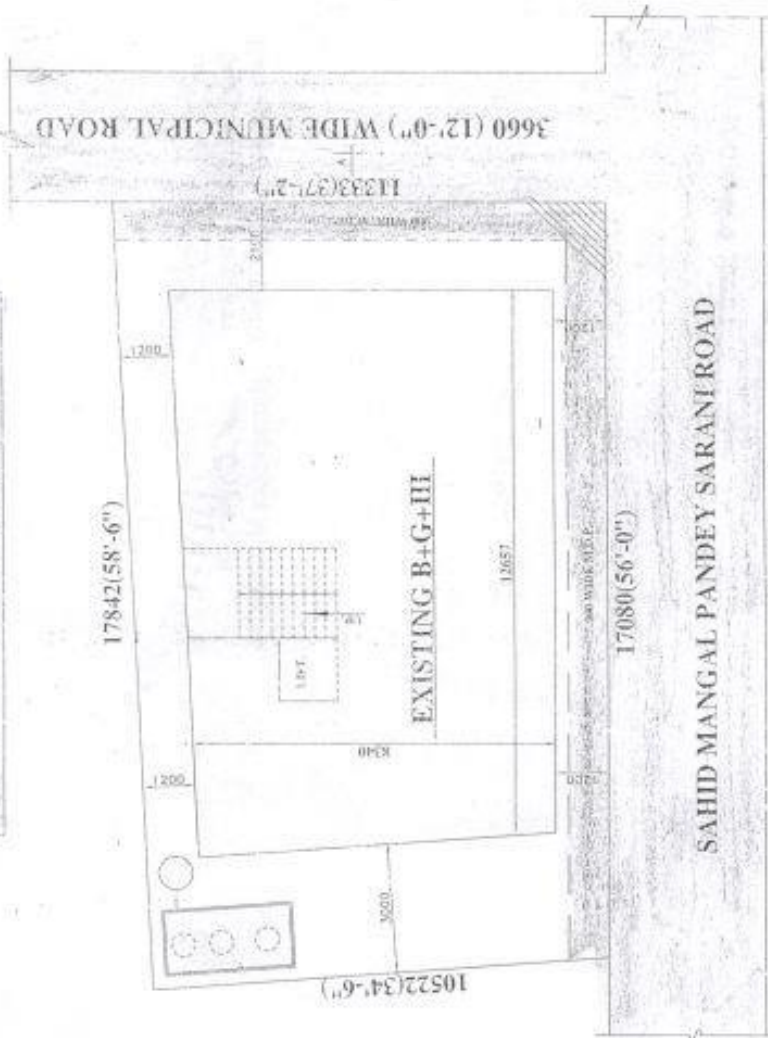 3660 (12'-0") WIDE MUNICIPAL ROAD
11333(37'-2")
1200
17842(58'-6")
1200
LIFT
EXISTING B+G+III
12657
8340
3000
10522(34'-6")
17080(56'-0")
SAHID MANGAL PANDEY SARANI ROAD